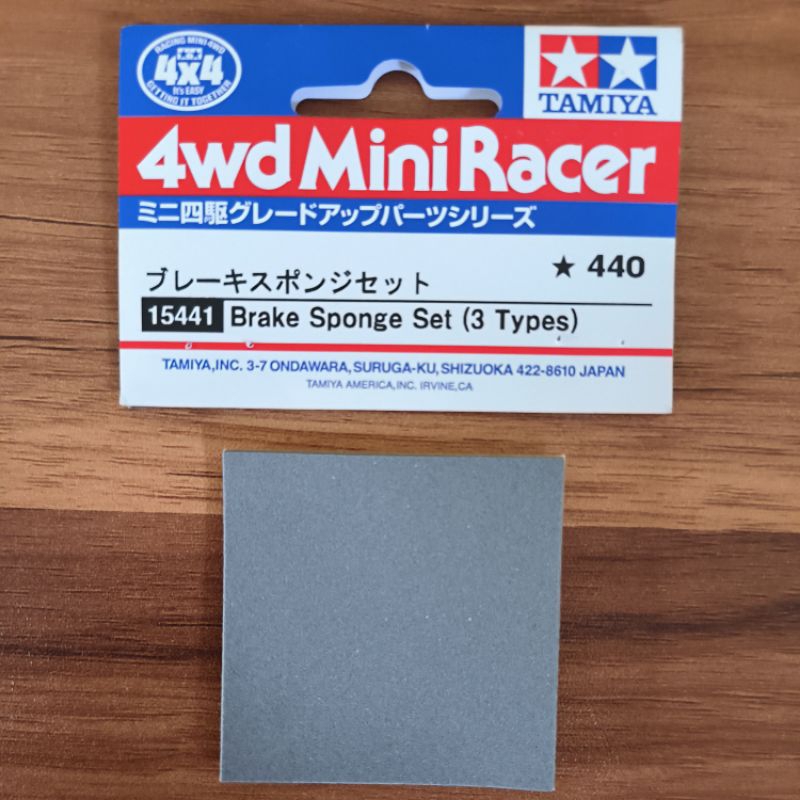 RACING MINI 4WD
4x4
It's EASY
GETTING IT TOGETHER
TAMIYA
4wd Mini Racer
ミニ四駆グレードアップパーツシリーズ
ブレーキスポンジセット
★ 440
15441 Brake Sponge Set (3 Types)
TAMIYA,INC. 3-7 ONDAWARA, SURUGA-KU, SHIZUOKA 422-8610 JAPAN
TAMIYA AMERICA, INC. IRVINE, CA